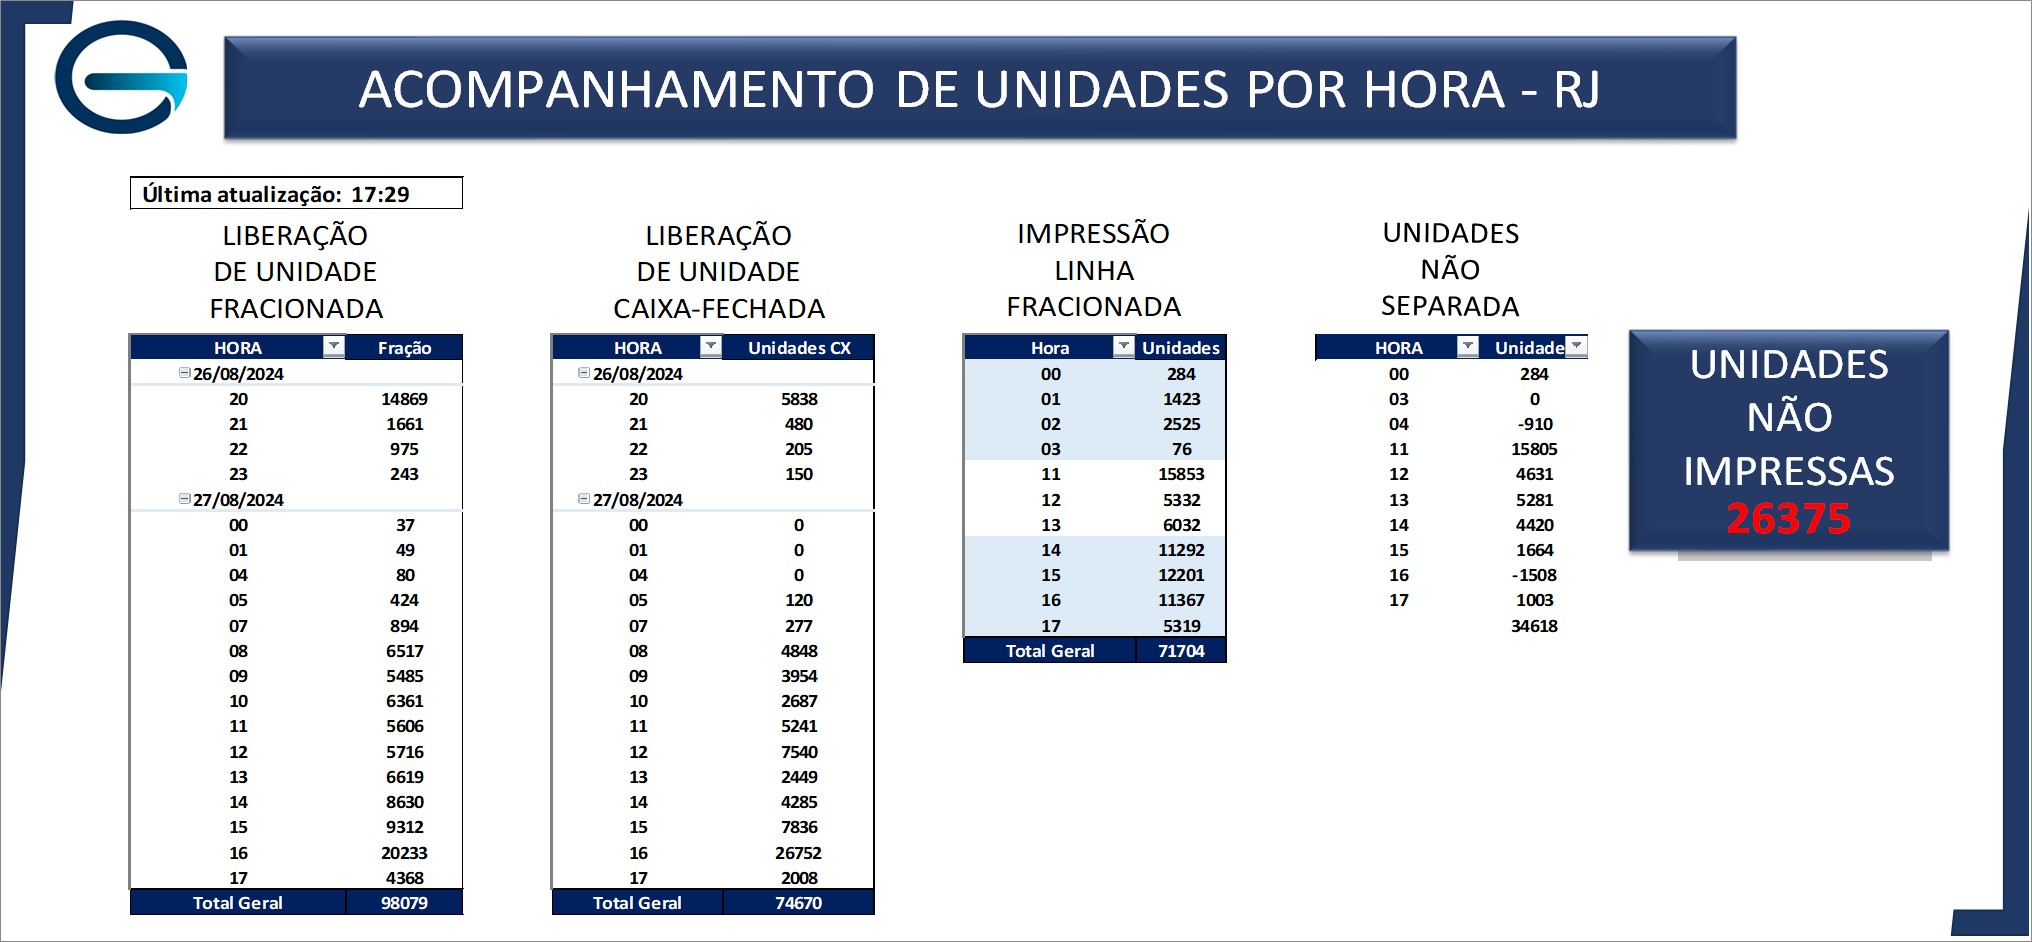 ACOMPANHAMENTO DE UNIDADES POR HORA - RJ
Última atualização: 17:29
LIBERAÇÃO
DE UNIDADE
FRACIONADA
HORA Fração
26/08/2024
20 14869
21 1661
22 975
23 243
27/08/2024
00 37
01 49
04 80
05 424
07 894
08 6517
09 5485
10 6361
11 5606
12 5716
13 6619
14 8630
15 9312
16 20233
17 4368
Total Geral 98079
LIBERAÇÃO
DE UNIDADE
CAIXA-FECHADA
HORA Unidades CX
26/08/2024
20 5838
21 480
22 205
23 150
27/08/2024
00 0
01 0
04 0
05 120
07 277
08 4848
09 3954
10 2687
11 5241
12 7540
13 2449
14 4285
15 7836
16 26752
17 2008
Total Geral 74670
IMPRESSÃO
LINHA
FRACIONADA
Hora Unidades
00 284
01 1423
02 2525
03 76
11 15853
12 5332
13 6032
14 11292
15 12201
16 11367
17 5319
Total Geral 71704
UNIDADES
NÃO
SEPARADA
HORA Unidade
00 284
03 0
04 -910
11 15805
12 4631
13 5281
14 4420
15 1664
16 -1508
17 1003
34618
UNIDADES
NÃO
IMPRESSAS
26375